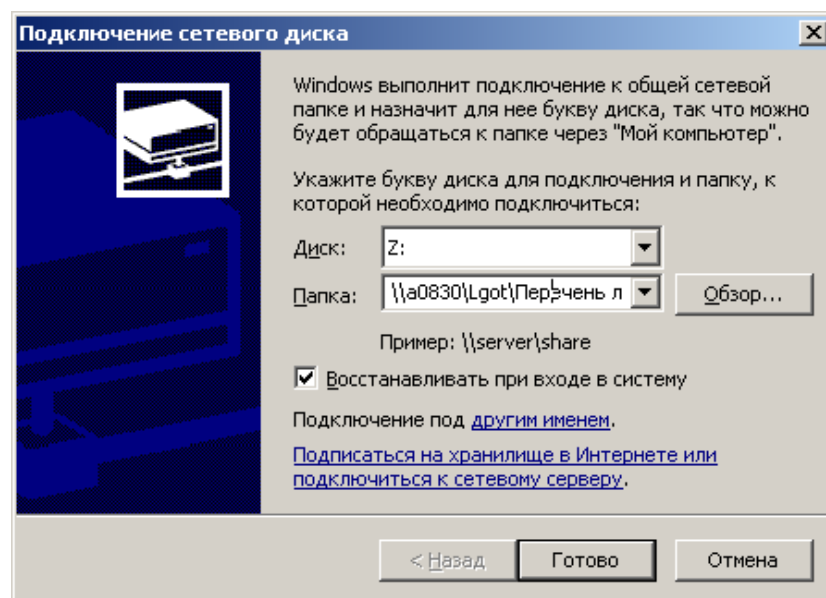 Подключение сетевого диска
Windows выполнит подключение к общей сетевой
папке и назначит для нее букву диска, так что можно
будет обращаться к папке через "Мой компьютер".
Укажите букву диска для подключения и папку, к
которой необходимо подключиться:
Диск: Z:
Папка: \\a0830\Lgot\Перечень л Обзор...
Пример: \\server\share
Восстанавливать при входе в систему
Подключение под другим именем.
Подписаться на хранилище в Интернете или
подключиться к сетевому серверу.
< Назад Готово Отмена